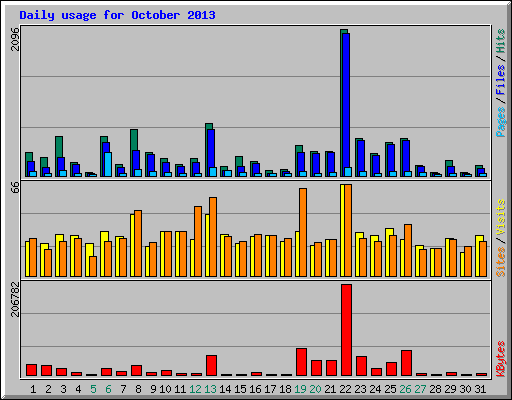 Daily usage for October 2013
2096
Pages / Files / Hits
66
Sites / Visits
206782
KBytes
1 2 3 4 5 6 7 8 9 10 11 12 13 14 15 16 17 18 19 20 21 22 23 24 25 26 27 28 29 30 31